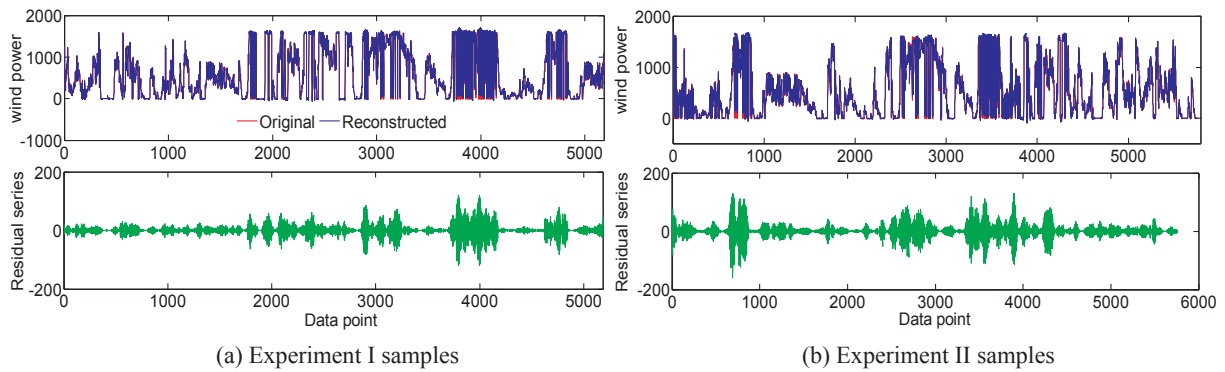 2000
1000
0
-1000
wind power
Original Reconstructed
0 1000 2000 3000 4000 5000
200
0
-200
Residual series
0 1000 2000 3000 4000 5000
Data point
(a) Experiment I samples
2000
1000
0
wind power
0 1000 2000 3000 4000 5000
200
0
-200
Residual series
0 1000 2000 3000 4000 5000 6000
Data point
(b) Experiment II samples